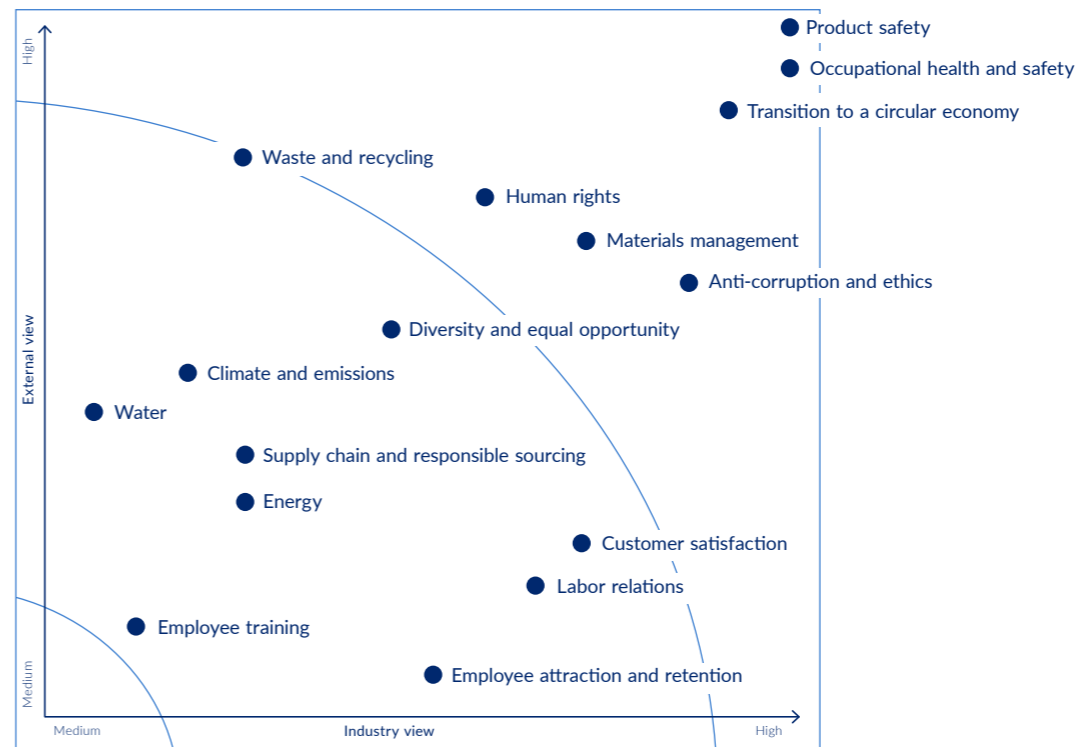 Product safety
High
Occupational health and safety
Transition to a circular economy
Waste and recycling
Human rights
Materials management
Anti-corruption and ethics
Diversity and equal opportunity
External view
Climate and emissions
Water
Supply chain and responsible sourcing
Energy
Customer satisfaction
Labor relations
Employee training
Employee attraction and retention
Medium
Medium
Industry view
High